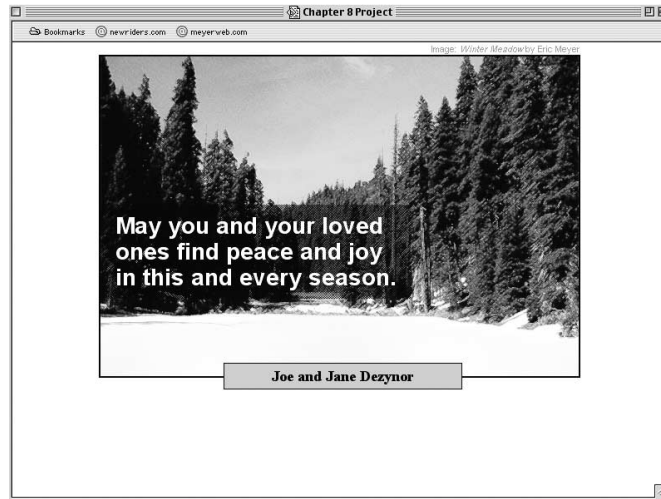 Chapter 8 Project
Bookmarks newriders.com meyerweb.com
Image: Winter Meadow by Eric Meyer
May you and your loved
ones find peace and joy
in this and every season.
Joe and Jane Dezynor